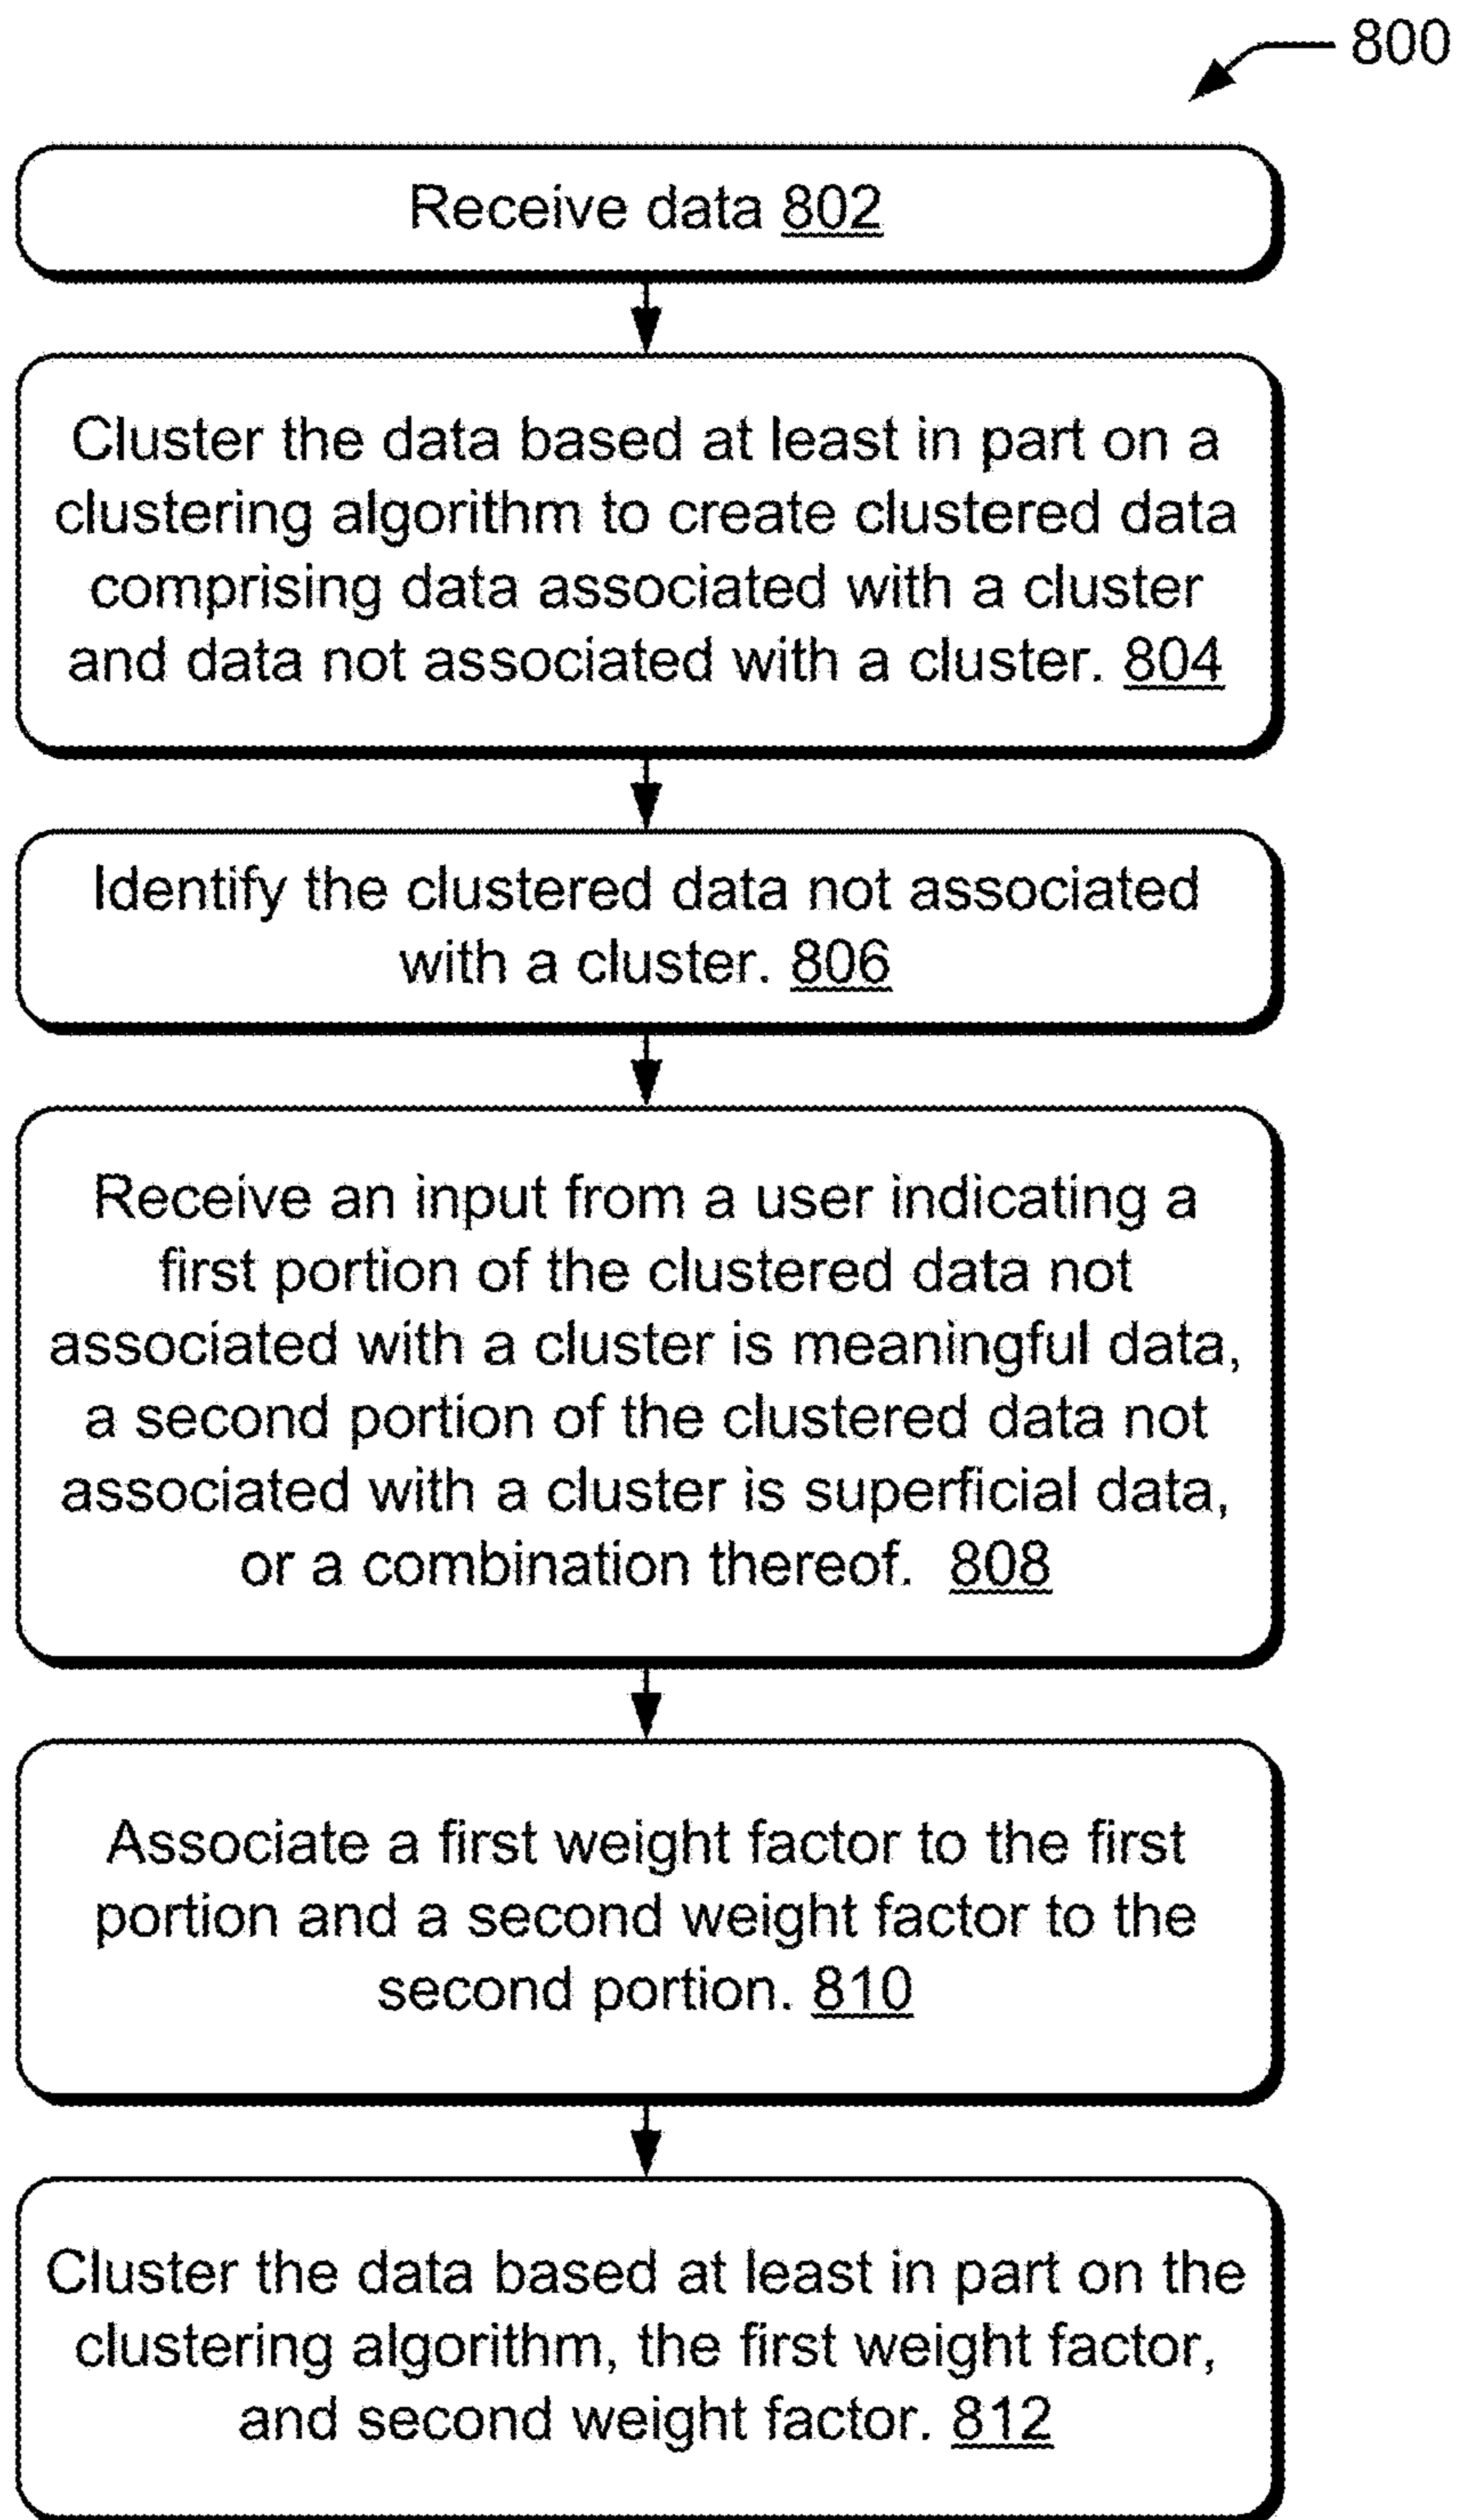 800
Receive data 802
Cluster the data based at least in part on a
clustering algorithm to create clustered data
comprising data associated with a cluster
and data not associated with a cluster. 804
Identify the clustered data not associated
with a cluster. 806
Receive an input from a user indicating a
first portion of the clustered data not
associated with a cluster is meaningful data,
a second portion of the clustered data not
associated with a cluster is superficial data,
or a combination thereof. 808
Associate a first weight factor to the first
portion and a second weight factor to the
second portion. 810
Cluster the data based at least in part on the
clustering algorithm, the first weight factor,
and second weight factor. 812